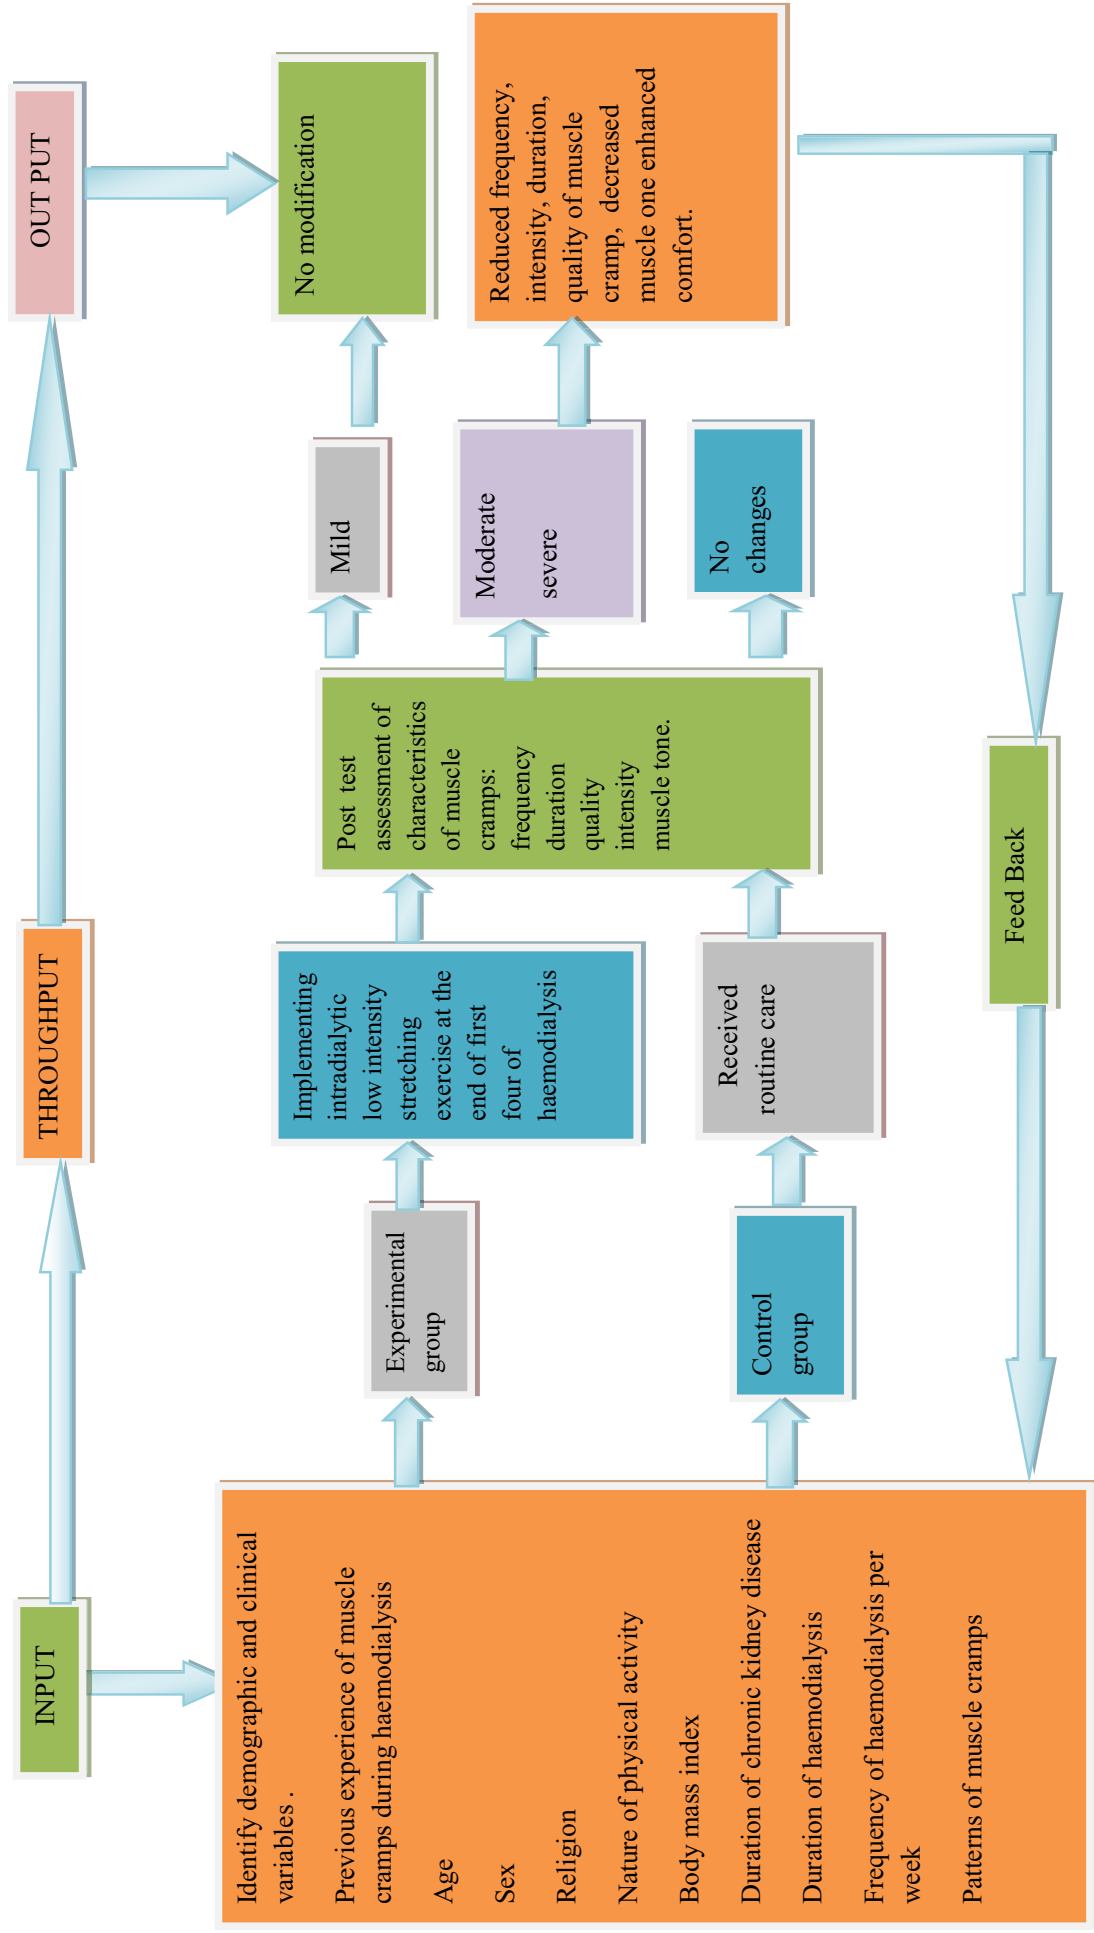 INPUT
THROUGHPUT
OUT PUT
Identify demographic and clinical
variables .
Previous experience of muscle
cramps during haemodialysis
Age
Sex
Religion
Nature of physical activity
Body mass index
Duration of chronic kidney disease
Duration of haemodialysis
Frequency of haemodialysis per
week
Patterns of muscle cramps
Experimental
group
Control
group
Implementing
intradialytic
low intensity
stretching
exercise at the
end of first
four of
haemodialysis
Received
routine care
Post test
assessment of
characteristics
of muscle
cramps:
frequency
duration
quality
intensity
muscle tone.
Mild
Moderate
severe
No
changes
No modification
Reduced frequency,
intensity, duration,
quality of muscle
cramp, decreased
muscle one enhanced
comfort.
Feed Back